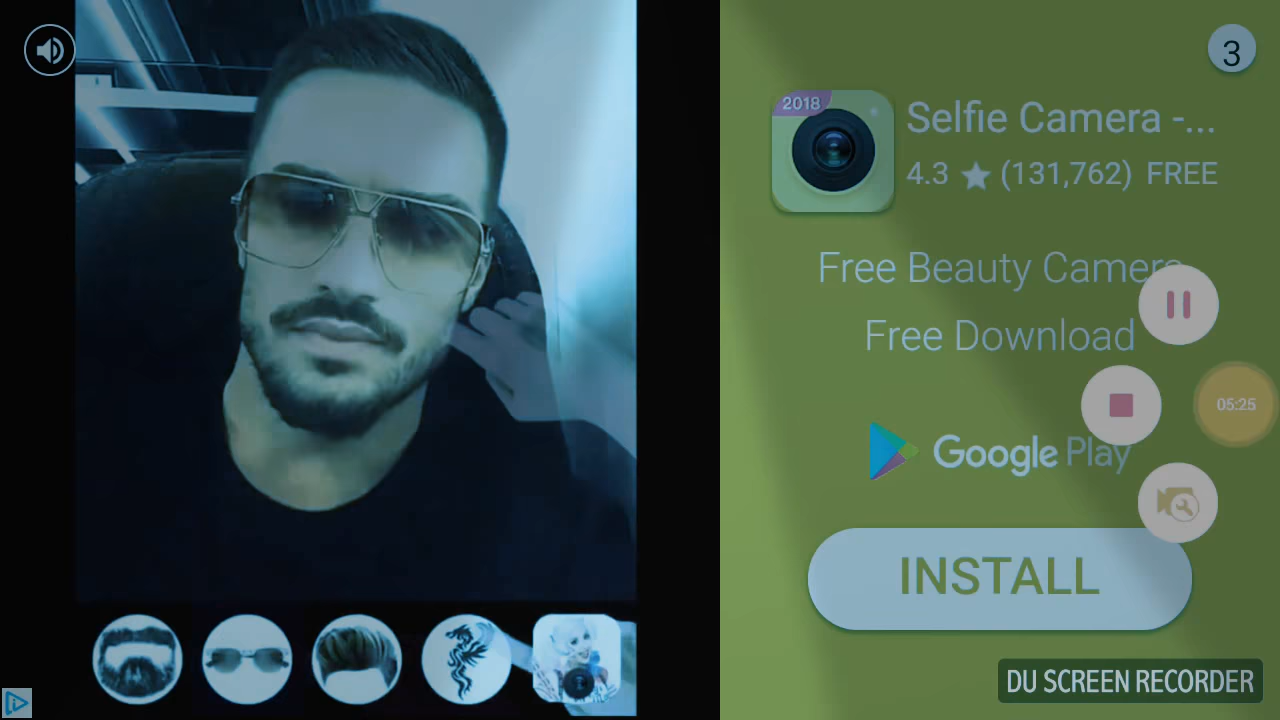 3
2018
Selfie Camera -...
4.3 ★ (131,762) FREE
Free Beauty Camera
Free Download
05:25
Google Play
INSTALL
DU SCREEN RECORDER